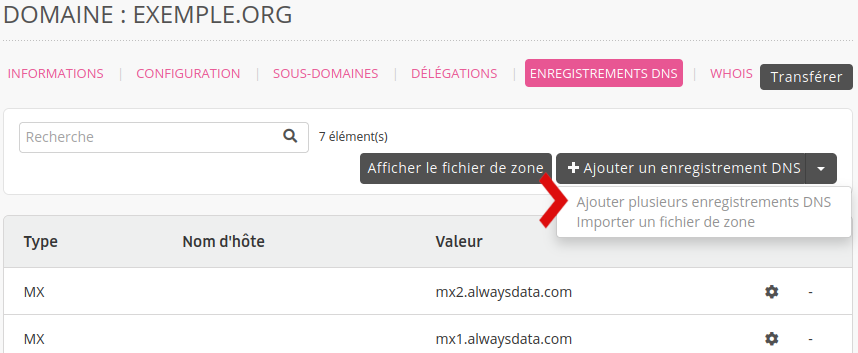 DOMAINE : EXEMPLE.ORG
INFORMATIONS | CONFIGURATION | SOUS-DOMAINES | DÉLÉGATIONS | ENREGISTREMENTS DNS | WHOIS Transférer
Recherche 7 élément(s)
Afficher le fichier de zone + Ajouter un enregistrement DNS
Ajouter plusieurs enregistrements DNS
Importer un fichier de zone
Type Nom d'hôte Valeur
MX mx2.alwaysdata.com -
MX mx1.alwaysdata.com -